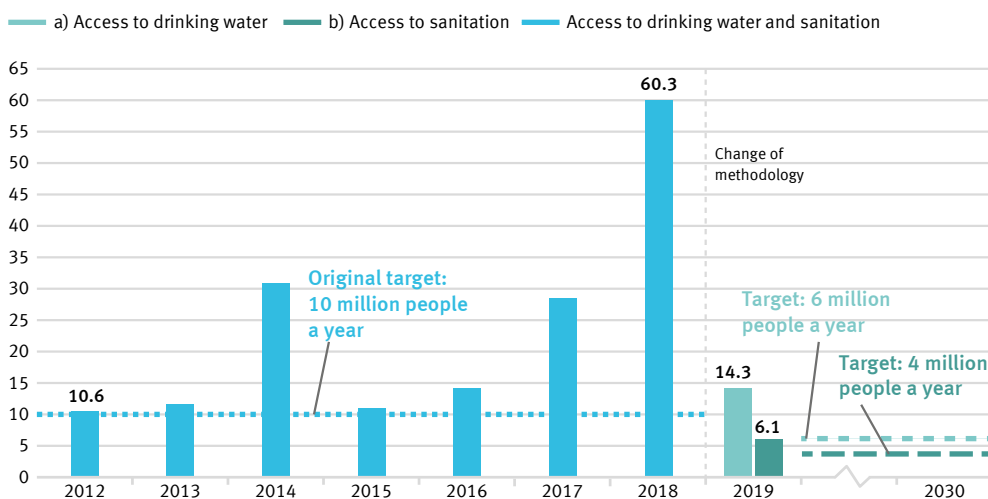 a) Access to drinking water b) Access to sanitation Access to drinking water and sanitation
65
60
55
50
45
40
35
30
25
20
15
10
5
0
60.3
Change of
methodology
Original target:
10 million people
a year
Target: 6 million
people a year
Target: 4 million
people a year
10.6
14.3
6.1
2012 2013 2014 2015 2016 2017 2018 2019 2030